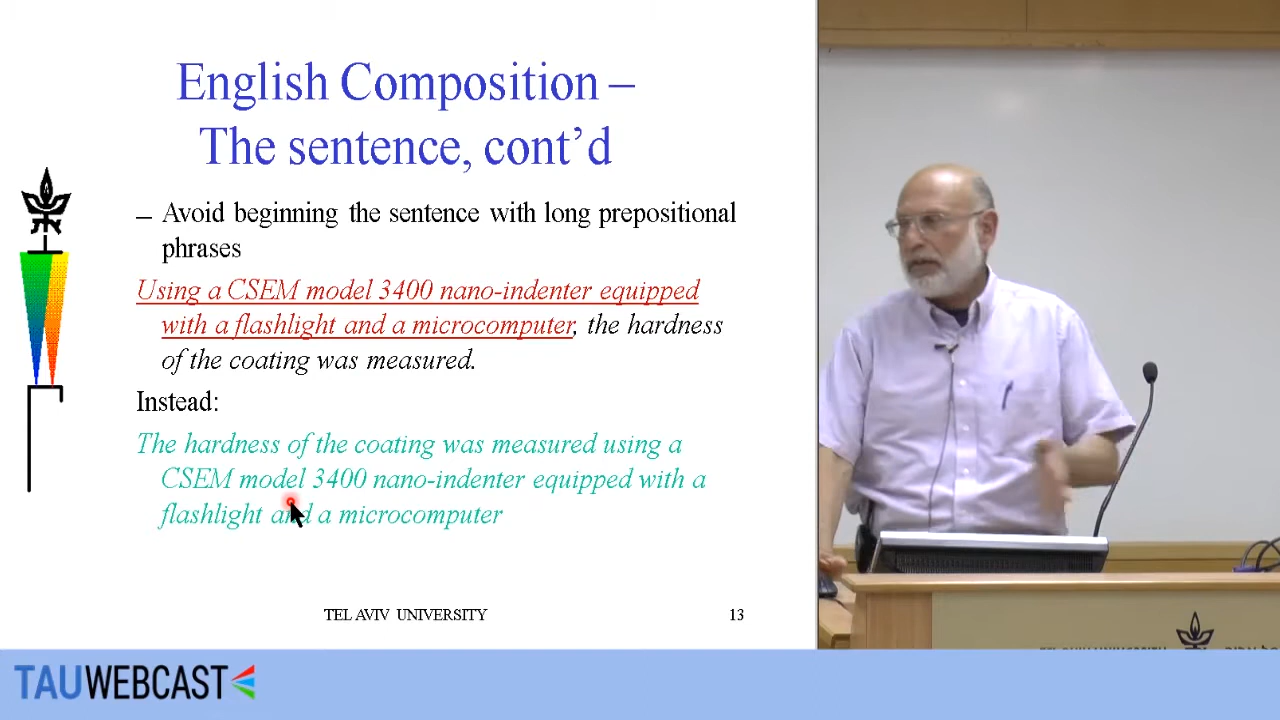 English Composition –
The sentence, cont’d
– Avoid beginning the sentence with long prepositional
phrases
Using a CSEM model 3400 nano-indenter equipped
with a flashlight and a microcomputer, the hardness
of the coating was measured.
Instead:
The hardness of the coating was measured using a
CSEM model 3400 nano-indenter equipped with a
flashlight and a microcomputer
TEL AVIV UNIVERSITY 13
TAUWEBCAST